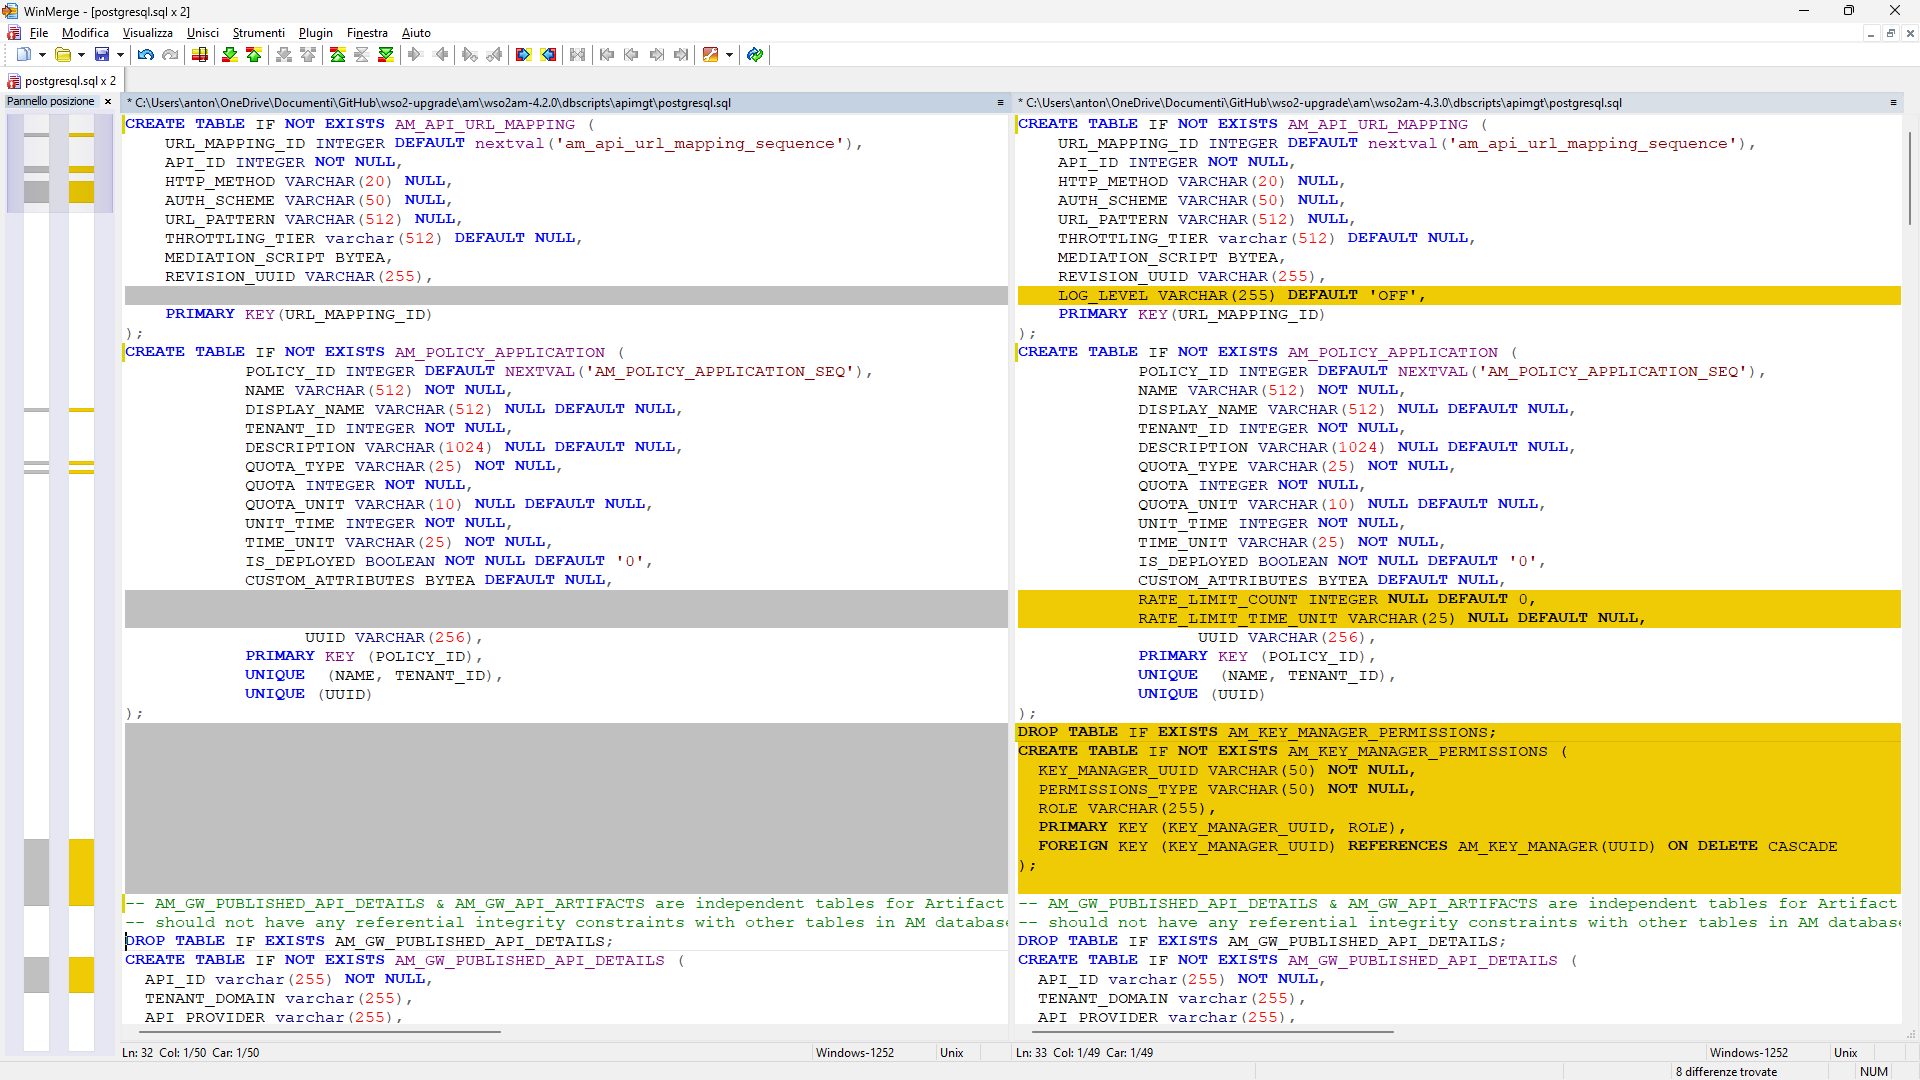 WinMerge - [postgresql.sql x 2]
File Modifica Visualizza Unisci Strumenti Plugin Finestra Aiuto
postgresql.sql x 2
Pannello posizione
* C:\Users\anton\OneDrive\Documenti\GitHub\wso2-upgrade\am\wso2am-4.2.0\dbscripts\apimgt\postgresql.sql
CREATE TABLE IF NOT EXISTS AM_API_URL_MAPPING (
URL_MAPPING_ID INTEGER DEFAULT nextval('am_api_url_mapping_sequence'),
API_ID INTEGER NOT NULL,
HTTP_METHOD VARCHAR(20) NULL,
AUTH_SCHEME VARCHAR(50) NULL,
URL_PATTERN VARCHAR(512) NULL,
THROTTLING_TIER varchar(512) DEFAULT NULL,
MEDIATION_SCRIPT BYTEA,
REVISION_UUID VARCHAR(255),
PRIMARY KEY(URL_MAPPING_ID)
);
CREATE TABLE IF NOT EXISTS AM_POLICY_APPLICATION (
POLICY_ID INTEGER DEFAULT NEXTVAL('AM_POLICY_APPLICATION_SEQ'),
NAME VARCHAR(512) NOT NULL,
DISPLAY_NAME VARCHAR(512) NULL DEFAULT NULL,
TENANT_ID INTEGER NOT NULL,
DESCRIPTION VARCHAR(1024) NULL DEFAULT NULL,
QUOTA_TYPE VARCHAR(25) NOT NULL,
QUOTA INTEGER NOT NULL,
QUOTA_UNIT VARCHAR(10) NULL DEFAULT NULL,
UNIT_TIME INTEGER NOT NULL,
TIME_UNIT VARCHAR(25) NOT NULL,
IS_DEPLOYED BOOLEAN NOT NULL DEFAULT '0',
CUSTOM_ATTRIBUTES BYTEA DEFAULT NULL,
UUID VARCHAR(256),
PRIMARY KEY (POLICY_ID),
UNIQUE  (NAME, TENANT_ID),
UNIQUE (UUID)
);
-- AM_GW_PUBLISHED_API_DETAILS & AM_GW_API_ARTIFACTS are independent tables for Artifact
-- should not have any referential integrity constraints with other tables in AM database
DROP TABLE IF EXISTS AM_GW_PUBLISHED_API_DETAILS;
CREATE TABLE IF NOT EXISTS AM_GW_PUBLISHED_API_DETAILS (
API_ID varchar(255) NOT NULL,
TENANT_DOMAIN varchar(255),
API_PROVIDER varchar(255),
Ln: 32 Col: 1/50 Car: 1/50 Windows-1252 Unix
* C:\Users\anton\OneDrive\Documenti\GitHub\wso2-upgrade\am\wso2am-4.3.0\dbscripts\apimgt\postgresql.sql
CREATE TABLE IF NOT EXISTS AM_API_URL_MAPPING (
URL_MAPPING_ID INTEGER DEFAULT nextval('am_api_url_mapping_sequence'),
API_ID INTEGER NOT NULL,
HTTP_METHOD VARCHAR(20) NULL,
AUTH_SCHEME VARCHAR(50) NULL,
URL_PATTERN VARCHAR(512) NULL,
THROTTLING_TIER varchar(512) DEFAULT NULL,
MEDIATION_SCRIPT BYTEA,
REVISION_UUID VARCHAR(255),
LOG_LEVEL VARCHAR(255) DEFAULT 'OFF',
PRIMARY KEY(URL_MAPPING_ID)
);
CREATE TABLE IF NOT EXISTS AM_POLICY_APPLICATION (
POLICY_ID INTEGER DEFAULT NEXTVAL('AM_POLICY_APPLICATION_SEQ'),
NAME VARCHAR(512) NOT NULL,
DISPLAY_NAME VARCHAR(512) NULL DEFAULT NULL,
TENANT_ID INTEGER NOT NULL,
DESCRIPTION VARCHAR(1024) NULL DEFAULT NULL,
QUOTA_TYPE VARCHAR(25) NOT NULL,
QUOTA INTEGER NOT NULL,
QUOTA_UNIT VARCHAR(10) NULL DEFAULT NULL,
UNIT_TIME INTEGER NOT NULL,
TIME_UNIT VARCHAR(25) NOT NULL,
IS_DEPLOYED BOOLEAN NOT NULL DEFAULT '0',
CUSTOM_ATTRIBUTES BYTEA DEFAULT NULL,
RATE_LIMIT_COUNT INTEGER NULL DEFAULT 0,
RATE_LIMIT_TIME_UNIT VARCHAR(25) NULL DEFAULT NULL,
UUID VARCHAR(256),
PRIMARY KEY (POLICY_ID),
UNIQUE  (NAME, TENANT_ID),
UNIQUE (UUID)
);
DROP TABLE IF EXISTS AM_KEY_MANAGER_PERMISSIONS;
CREATE TABLE IF NOT EXISTS AM_KEY_MANAGER_PERMISSIONS (
KEY_MANAGER_UUID VARCHAR(50) NOT NULL,
PERMISSIONS_TYPE VARCHAR(50) NOT NULL,
ROLE VARCHAR(255),
PRIMARY KEY (KEY_MANAGER_UUID, ROLE),
FOREIGN KEY (KEY_MANAGER_UUID) REFERENCES AM_KEY_MANAGER(UUID) ON DELETE CASCADE
);
-- AM_GW_PUBLISHED_API_DETAILS & AM_GW_API_ARTIFACTS are independent tables for Artifact
-- should not have any referential integrity constraints with other tables in AM database
DROP TABLE IF EXISTS AM_GW_PUBLISHED_API_DETAILS;
CREATE TABLE IF NOT EXISTS AM_GW_PUBLISHED_API_DETAILS (
API_ID varchar(255) NOT NULL,
TENANT_DOMAIN varchar(255),
API_PROVIDER varchar(255),
Ln: 33 Col: 1/49 Car: 1/49 Windows-1252 Unix
8 differenze trovate NUM